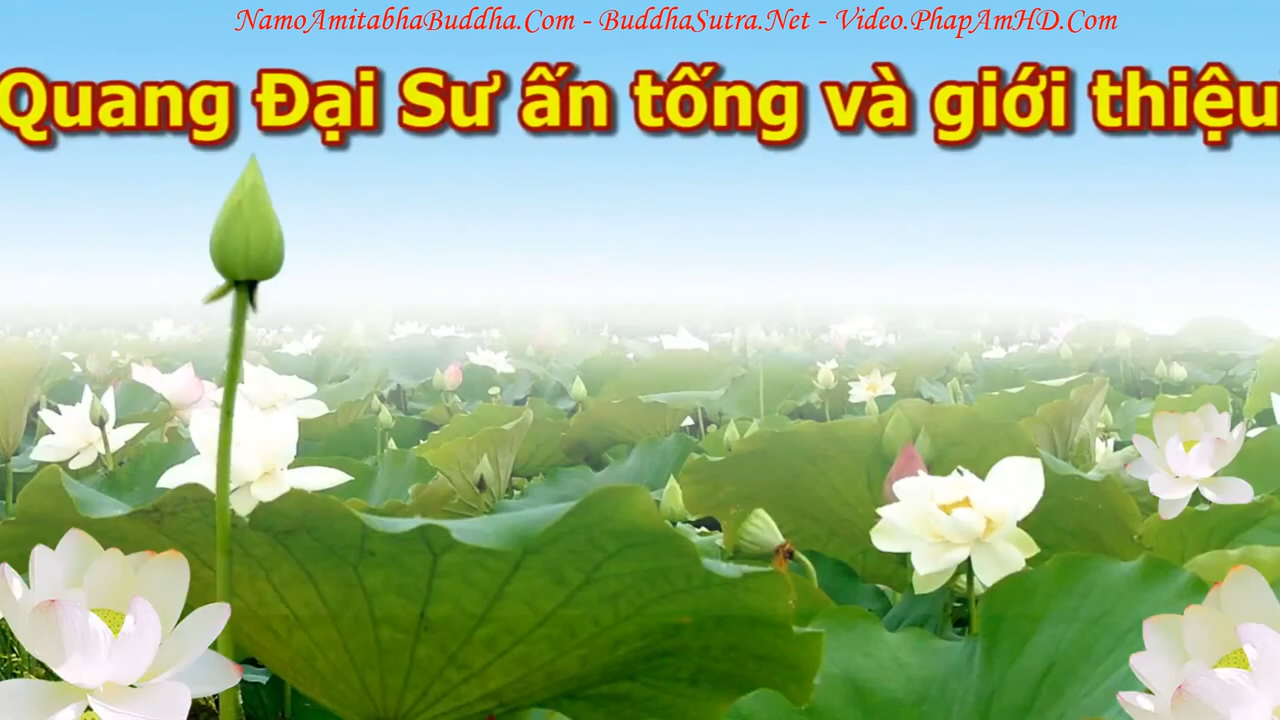 NamoAmitabhaBuddha.Com - BuddhaSutra.Net - Video.PhapAmHD.Com
Quang Đại Sư ấn tống và giới thiệu